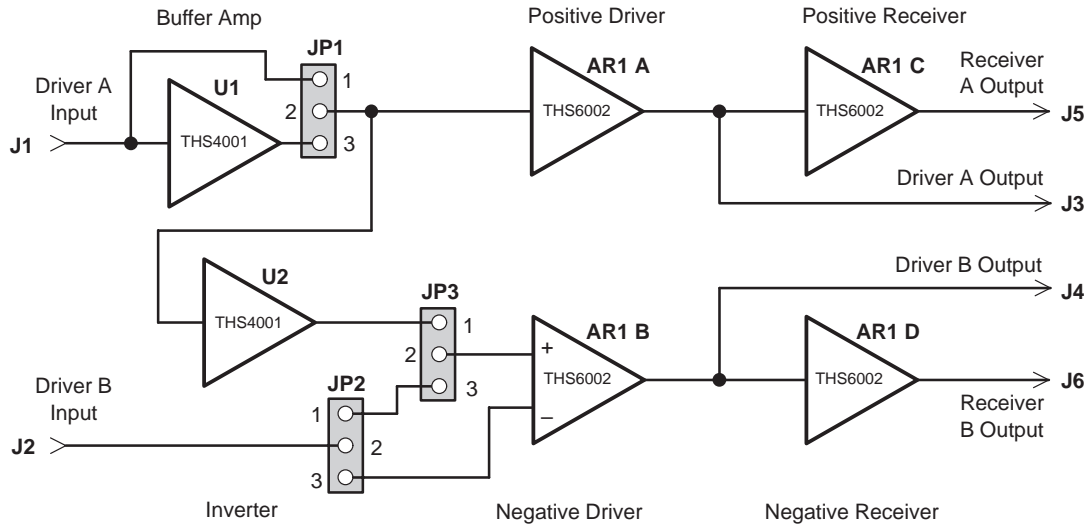 Buffer Amp
Positive Driver
Positive Receiver
JP1
Driver A
Input
U1
1
2
3
AR1 A
AR1 C
Receiver
A Output
J1
THS4001
THS6002
THS6002
J5
Driver A Output
J3
U2
JP3
Driver B Output
J4
THS4001
1
2
3
AR1 B
AR1 D
+
THS6002
–
THS6002
J6
Driver B
Input
JP2
1
2
3
Receiver
B Output
J2
Inverter
Negative Driver
Negative Receiver